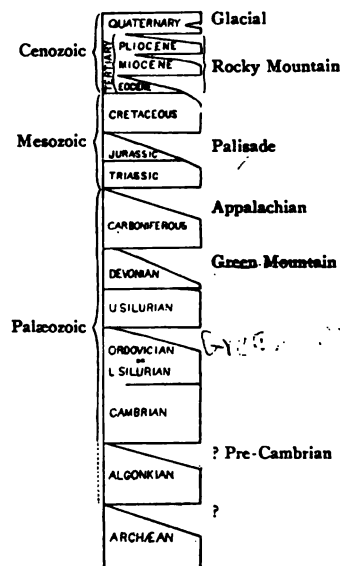 QUATERNARY Glacial
Cenozoic TERTIARY PLIOCENE
MIOCENE Rocky Mountain
EOCENE
CRETACEOUS
Mesozoic
JURASSIC Palisade
TRIASSIC
Appalachian
CARBONIFEROUS
DEVONIAN Green Mountain
U SILURIAN
Palæozoic
ORDOVICIAN
OR
L SILURIAN
CAMBRIAN
? Pre-Cambrian
ALGONKIAN
?
ARCHÆAN